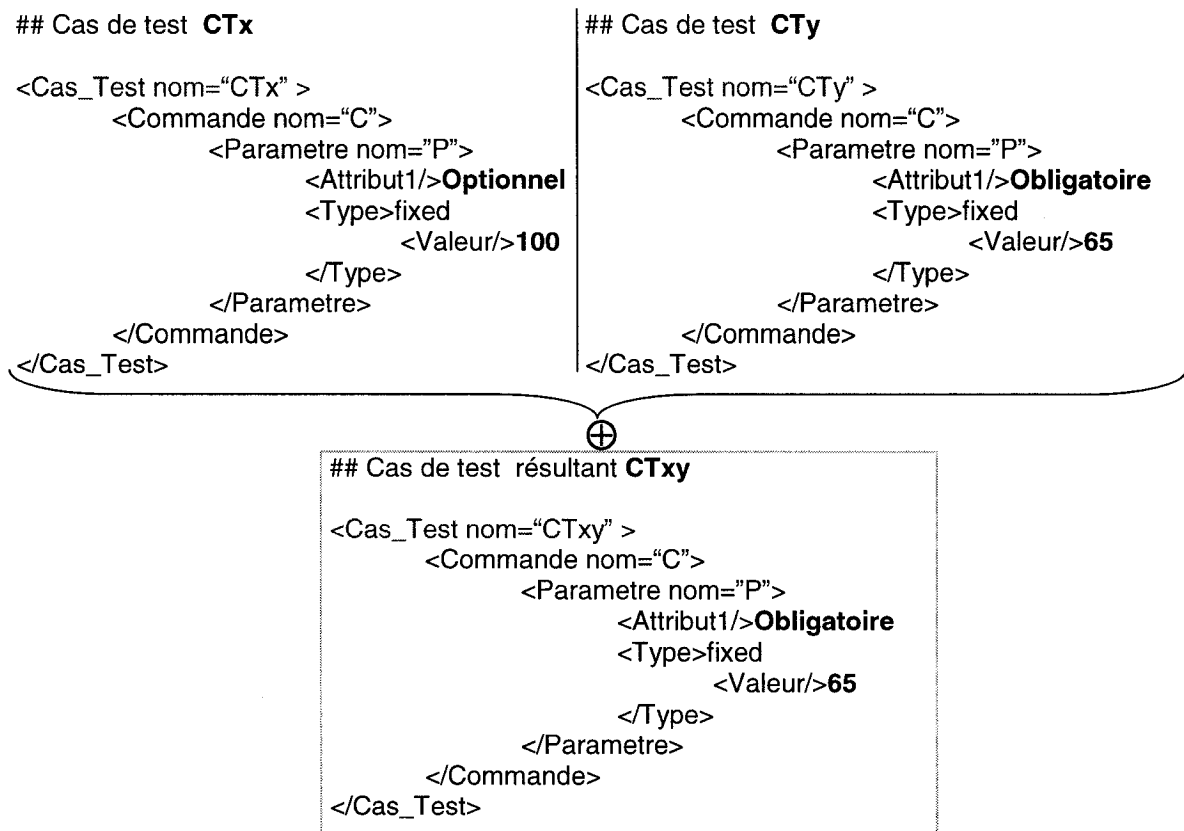 ## Cas de test CTx
<Cas_Test nom=“CTx” >
<Commande nom=“C”>
<Parametre nom=”P”>
<Attribut1/>Optionnel
<Type>fixed
<Valeur/>100
</Type>
</Parametre>
</Commande>
</Cas_Test>
## Cas de test CTy
<Cas_Test nom=“CTy” >
<Commande nom=“C”>
<Parametre nom=”P”>
<Attribut1/>Obligatoire
<Type>fixed
<Valeur/>65
</Type>
</Parametre>
</Commande>
</Cas_Test>
⊕
## Cas de test résultant CTxy
<Cas_Test nom=“CTxy” >
<Commande nom=“C”>
<Parametre nom=”P”>
<Attribut1/>Obligatoire
<Type>fixed
<Valeur/>65
</Type>
</Parametre>
</Commande>
</Cas_Test>